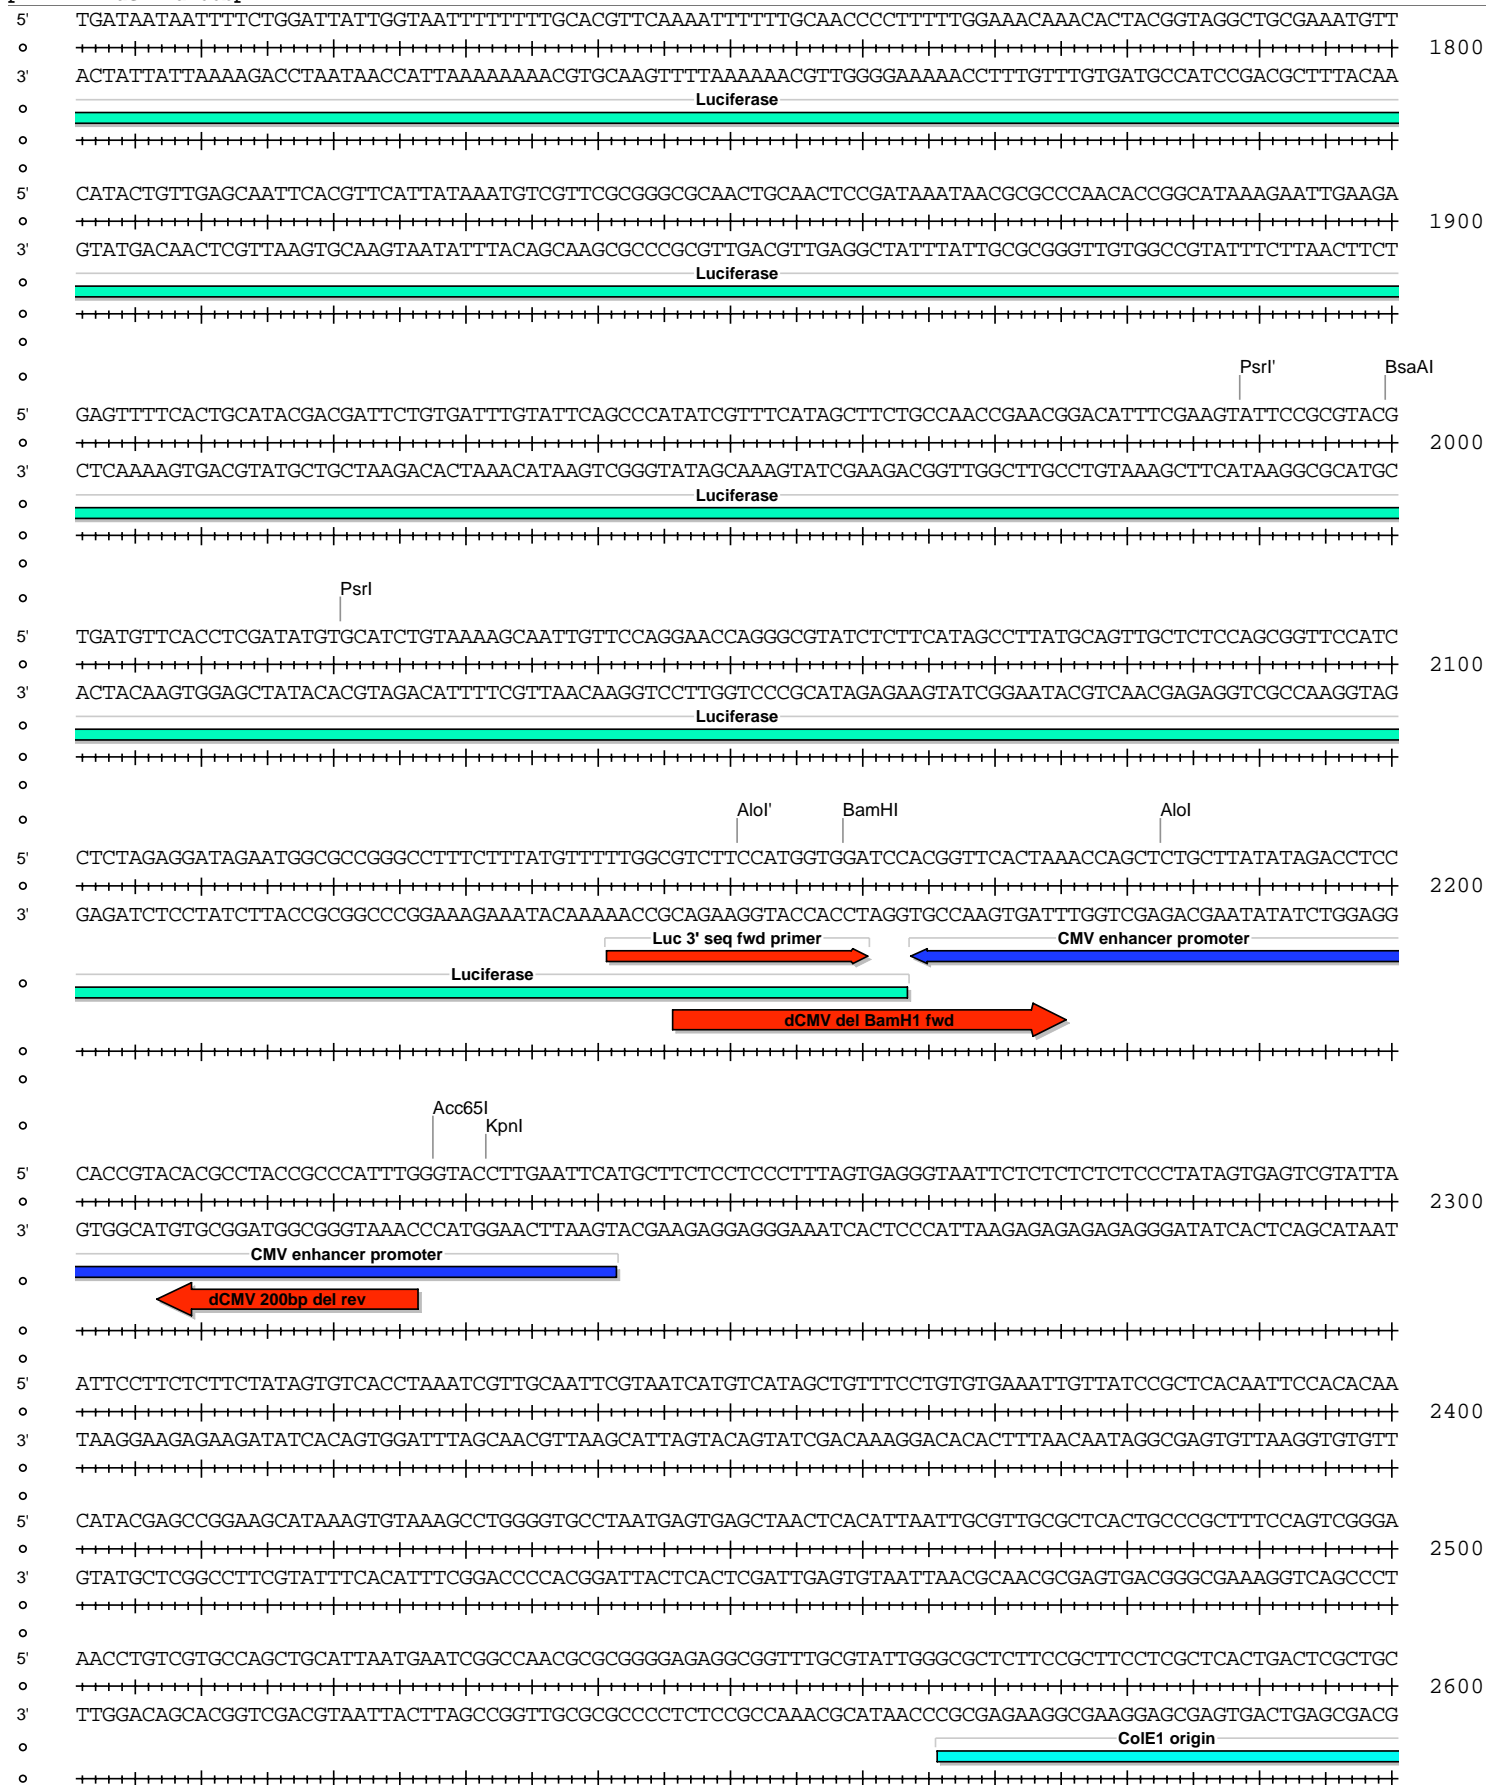 5' TGATAATAATTTTCTGGATTATTGGTAATTTTTTTTGCACGTTCAAAATTTTTTGCAACCCCTTTTTGGAAACAAACACTACGGTAGGCTGCGAAATGTT
1800
3' ACTATTATTAAAAGACCTAATAACCATTAAAAAAAACGTGCAAGTTTTAAAAAACGTTGGGGAAAAACCTTTGTTTGTGATGCCATCCGACGCTTTACAA
Luciferase
5' CATACTGTTGAGCAATTCACGTTCATTATAAATGTCGTTCGCGGGCGCAACTGCAACTCCGATAAATAACGCGCCCAACACCGGCATAAAGAATTGAAGA
1900
3' GTATGACAACTCGTTAAGTGCAAGTAATATTTACAGCAAGCGCCCGCGTTGACGTTGAGGCTATTTATTGCGCGGGTTGTGGCCGTATTTCTTAACTTCT
Luciferase
PsrI' BsaAI
5' GAGTTTTCACTGCATACGACGATTCTGTGATTTGTATTCAGCCCATATCGTTTCATAGCTTCTGCCAACCGAACGGACATTTCGAAGTATTCCGCGTACG
2000
3' CTCAAAAGTGACGTATGCTGCTAAGACACTAAACATAAGTCGGGTATAGCAAAGTATCGAAGACGGTTGGCTTGCCTGTAAAGCTTCATAAGGCGCATGC
Luciferase
PsrI
5' TGATGTTCACCTCGATATGTGCATCTGTAAAAGCAATTGTTCCAGGAACCAGGGCGTATCTCTTCATAGCCTTATGCAGTTGCTCTCCAGCGGTTCCATC
2100
3' ACTACAAGTGGAGCTATACACGTAGACATTTTCGTTAACAAGGTCCTTGGTCCCGCATAGAGAAGTATCGGAATACGTCAACGAGAGGTCGCCAAGGTAG
Luciferase
AloI' BamHI AloI
5' CTCTAGAGGATAGAATGGCGCCGGGCCTTTCTTTATGTTTTTGGCGTCTTCCATGGTGGATCCACGGTTCACTAAACCAGCTCTGCTTATATAGACCTCC
2200
3' GAGATCTCCTATCTTACCGCGGCCCGGAAAGAAATACAAAAACCGCAGAAGGTACCACCTAGGTGCCAAGTGATTTGGTCGAGACGAATATATCTGGAGG
Luc 3' seq fwd primer CMV enhancer promoter
Luciferase
dCMV del BamH1 fwd
Acc65I
KpnI
5' CACCGTACACGCCTACCGCCCATTTGGGTACCTTGAATTCATGCTTCTCCTCCCTTTAGTGAGGGTAATTCTCTCTCTCTCCCTATAGTGAGTCGTATTA
2300
3' GTGGCATGTGCGGATGGCGGGTAAACCCATGGAACTTAAGTACGAAGAGGAGGGAAATCACTCCCATTAAGAGAGAGAGAGGGATATCACTCAGCATAAT
CMV enhancer promoter
dCMV 200bp del rev
5' ATTCCTTCTCTTCTATAGTGTCACCTAAATCGTTGCAATTCGTAATCATGTCATAGCTGTTTCCTGTGTGAAATTGTTATCCGCTCACAATTCCACACAA
2400
3' TAAGGAAGAGAAGATATCACAGTGGATTTAGCAACGTTAAGCATTAGTACAGTATCGACAAAGGACACACTTTAACAATAGGCGAGTGTTAAGGTGTGTT
5' CATACGAGCCGGAAGCATAAAGTGTAAAGCCTGGGGTGCCTAATGAGTGAGCTAACTCACATTAATTGCGTTGCGCTCACTGCCCGCTTTCCAGTCGGGA
2500
3' GTATGCTCGGCCTTCGTATTTCACATTTCGGACCCCACGGATTACTCACTCGATTGAGTGTAATTAACGCAACGCGAGTGACGGGCGAAAGGTCAGCCCT
5' AACCTGTCGTGCCAGCTGCATTAATGAATCGGCCAACGCGCGGGGAGAGGCGGTTTGCGTATTGGGCGCTCTTCCGCTTCCTCGCTCACTGACTCGCTGC
2600
3' TTGGACAGCACGGTCGACGTAATTACTTAGCCGGTTGCGCGCCCCTCTCCGCCAAACGCATAACCCGCGAGAAGGCGAAGGAGCGAGTGACTGAGCGACG
ColE1 origin